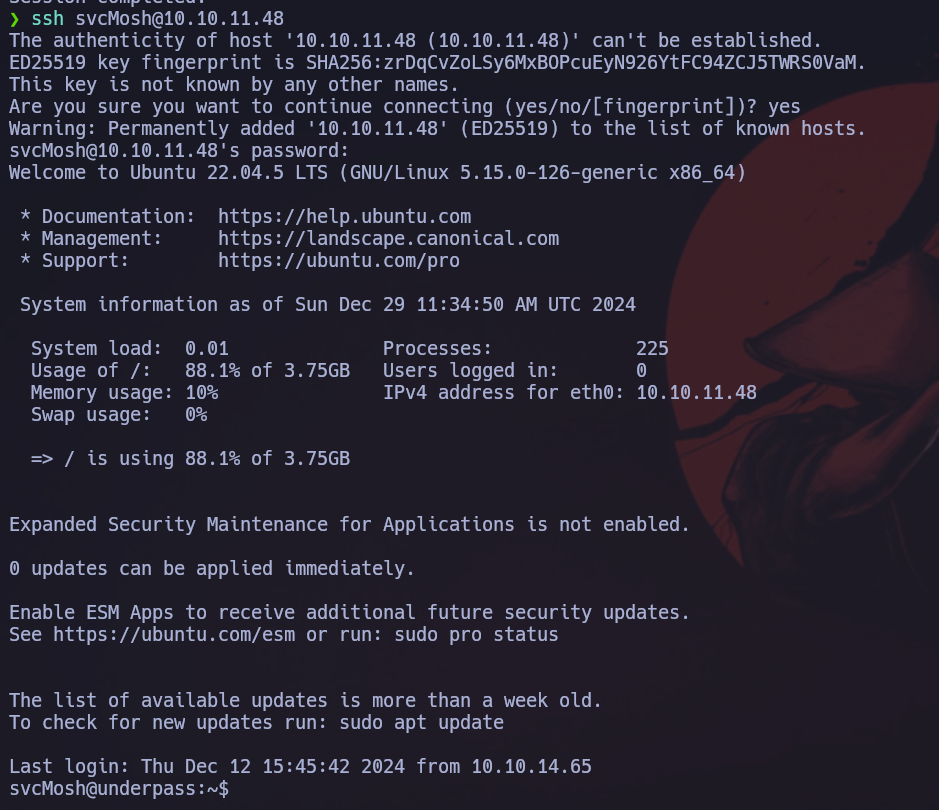 ❯ ssh svcMosh@10.10.11.48
The authenticity of host '10.10.11.48 (10.10.11.48)' can't be established.
ED25519 key fingerprint is SHA256:zrDqCvZoLSy6MxBOPcuEyN926YtFC94ZCJ5TWRS0VaM.
This key is not known by any other names.
Are you sure you want to continue connecting (yes/no/[fingerprint])? yes
Warning: Permanently added '10.10.11.48' (ED25519) to the list of known hosts.
svcMosh@10.10.11.48's password:
Welcome to Ubuntu 22.04.5 LTS (GNU/Linux 5.15.0-126-generic x86_64)

 * Documentation:  https://help.ubuntu.com
 * Management:     https://landscape.canonical.com
 * Support:        https://ubuntu.com/pro

 System information as of Sun Dec 29 11:34:50 AM UTC 2024

  System load:  0.01              Processes:             225
  Usage of /:   88.1% of 3.75GB   Users logged in:       0
  Memory usage: 10%               IPv4 address for eth0: 10.10.11.48
  Swap usage:   0%

  => / is using 88.1% of 3.75GB


Expanded Security Maintenance for Applications is not enabled.

0 updates can be applied immediately.

Enable ESM Apps to receive additional future security updates.
See https://ubuntu.com/esm or run: sudo pro status


The list of available updates is more than a week old.
To check for new updates run: sudo apt update

Last login: Thu Dec 12 15:45:42 2024 from 10.10.14.65
svcMosh@underpass:~$